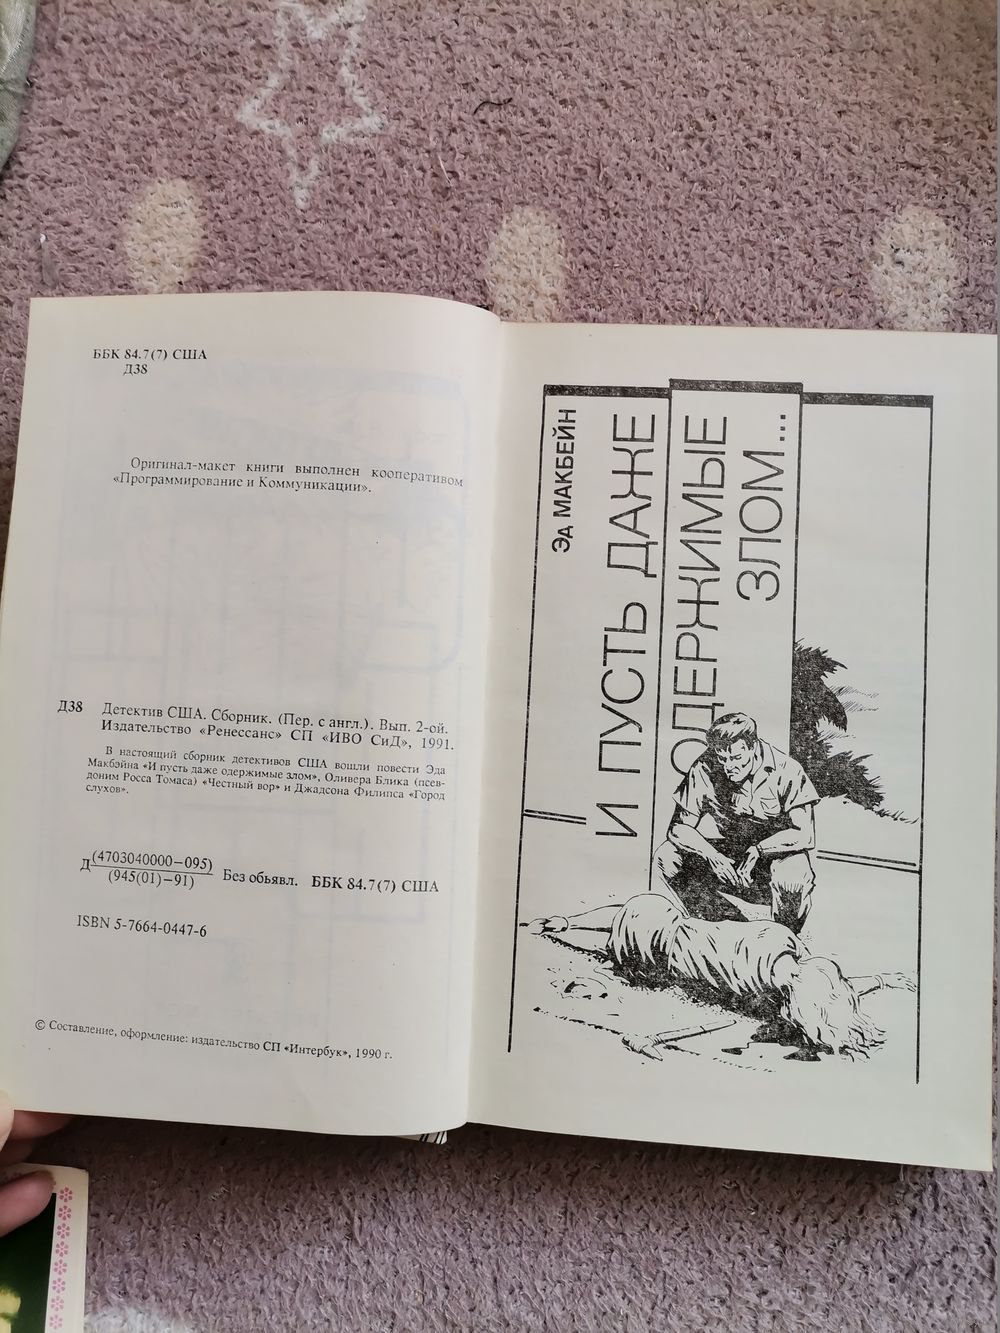 ББК 84.7(7) США
Д38
Оригинал-макет книги выполнен кооперативом
«Программирование и Коммуникации».
Д38 Детектив США. Сборник. (Пер. с англ.). Вып. 2-ой.
Издательство «Ренессанс» СП «ИВО СиД», 1991.
В настоящий сборник детективов США вошли повести Эда
Макбэйна «И пусть даже одержимые злом», Оливера Блика (псев-
доним Росса Томаса) «Честный вор» и Джадсона Филипса «Город
слухов».
Д (4703040000−095)
(945(01)−91) Без обьявл. ББК 84.7(7) США
ISBN 5-7664-0447-6
© Составление, оформление: издательство СП «Интербук», 1990 г.
Эд МАКБЕЙН
И ПУСТЬ ДАЖЕ
ОДЕРЖИМЫЕ
ЗЛОМ...